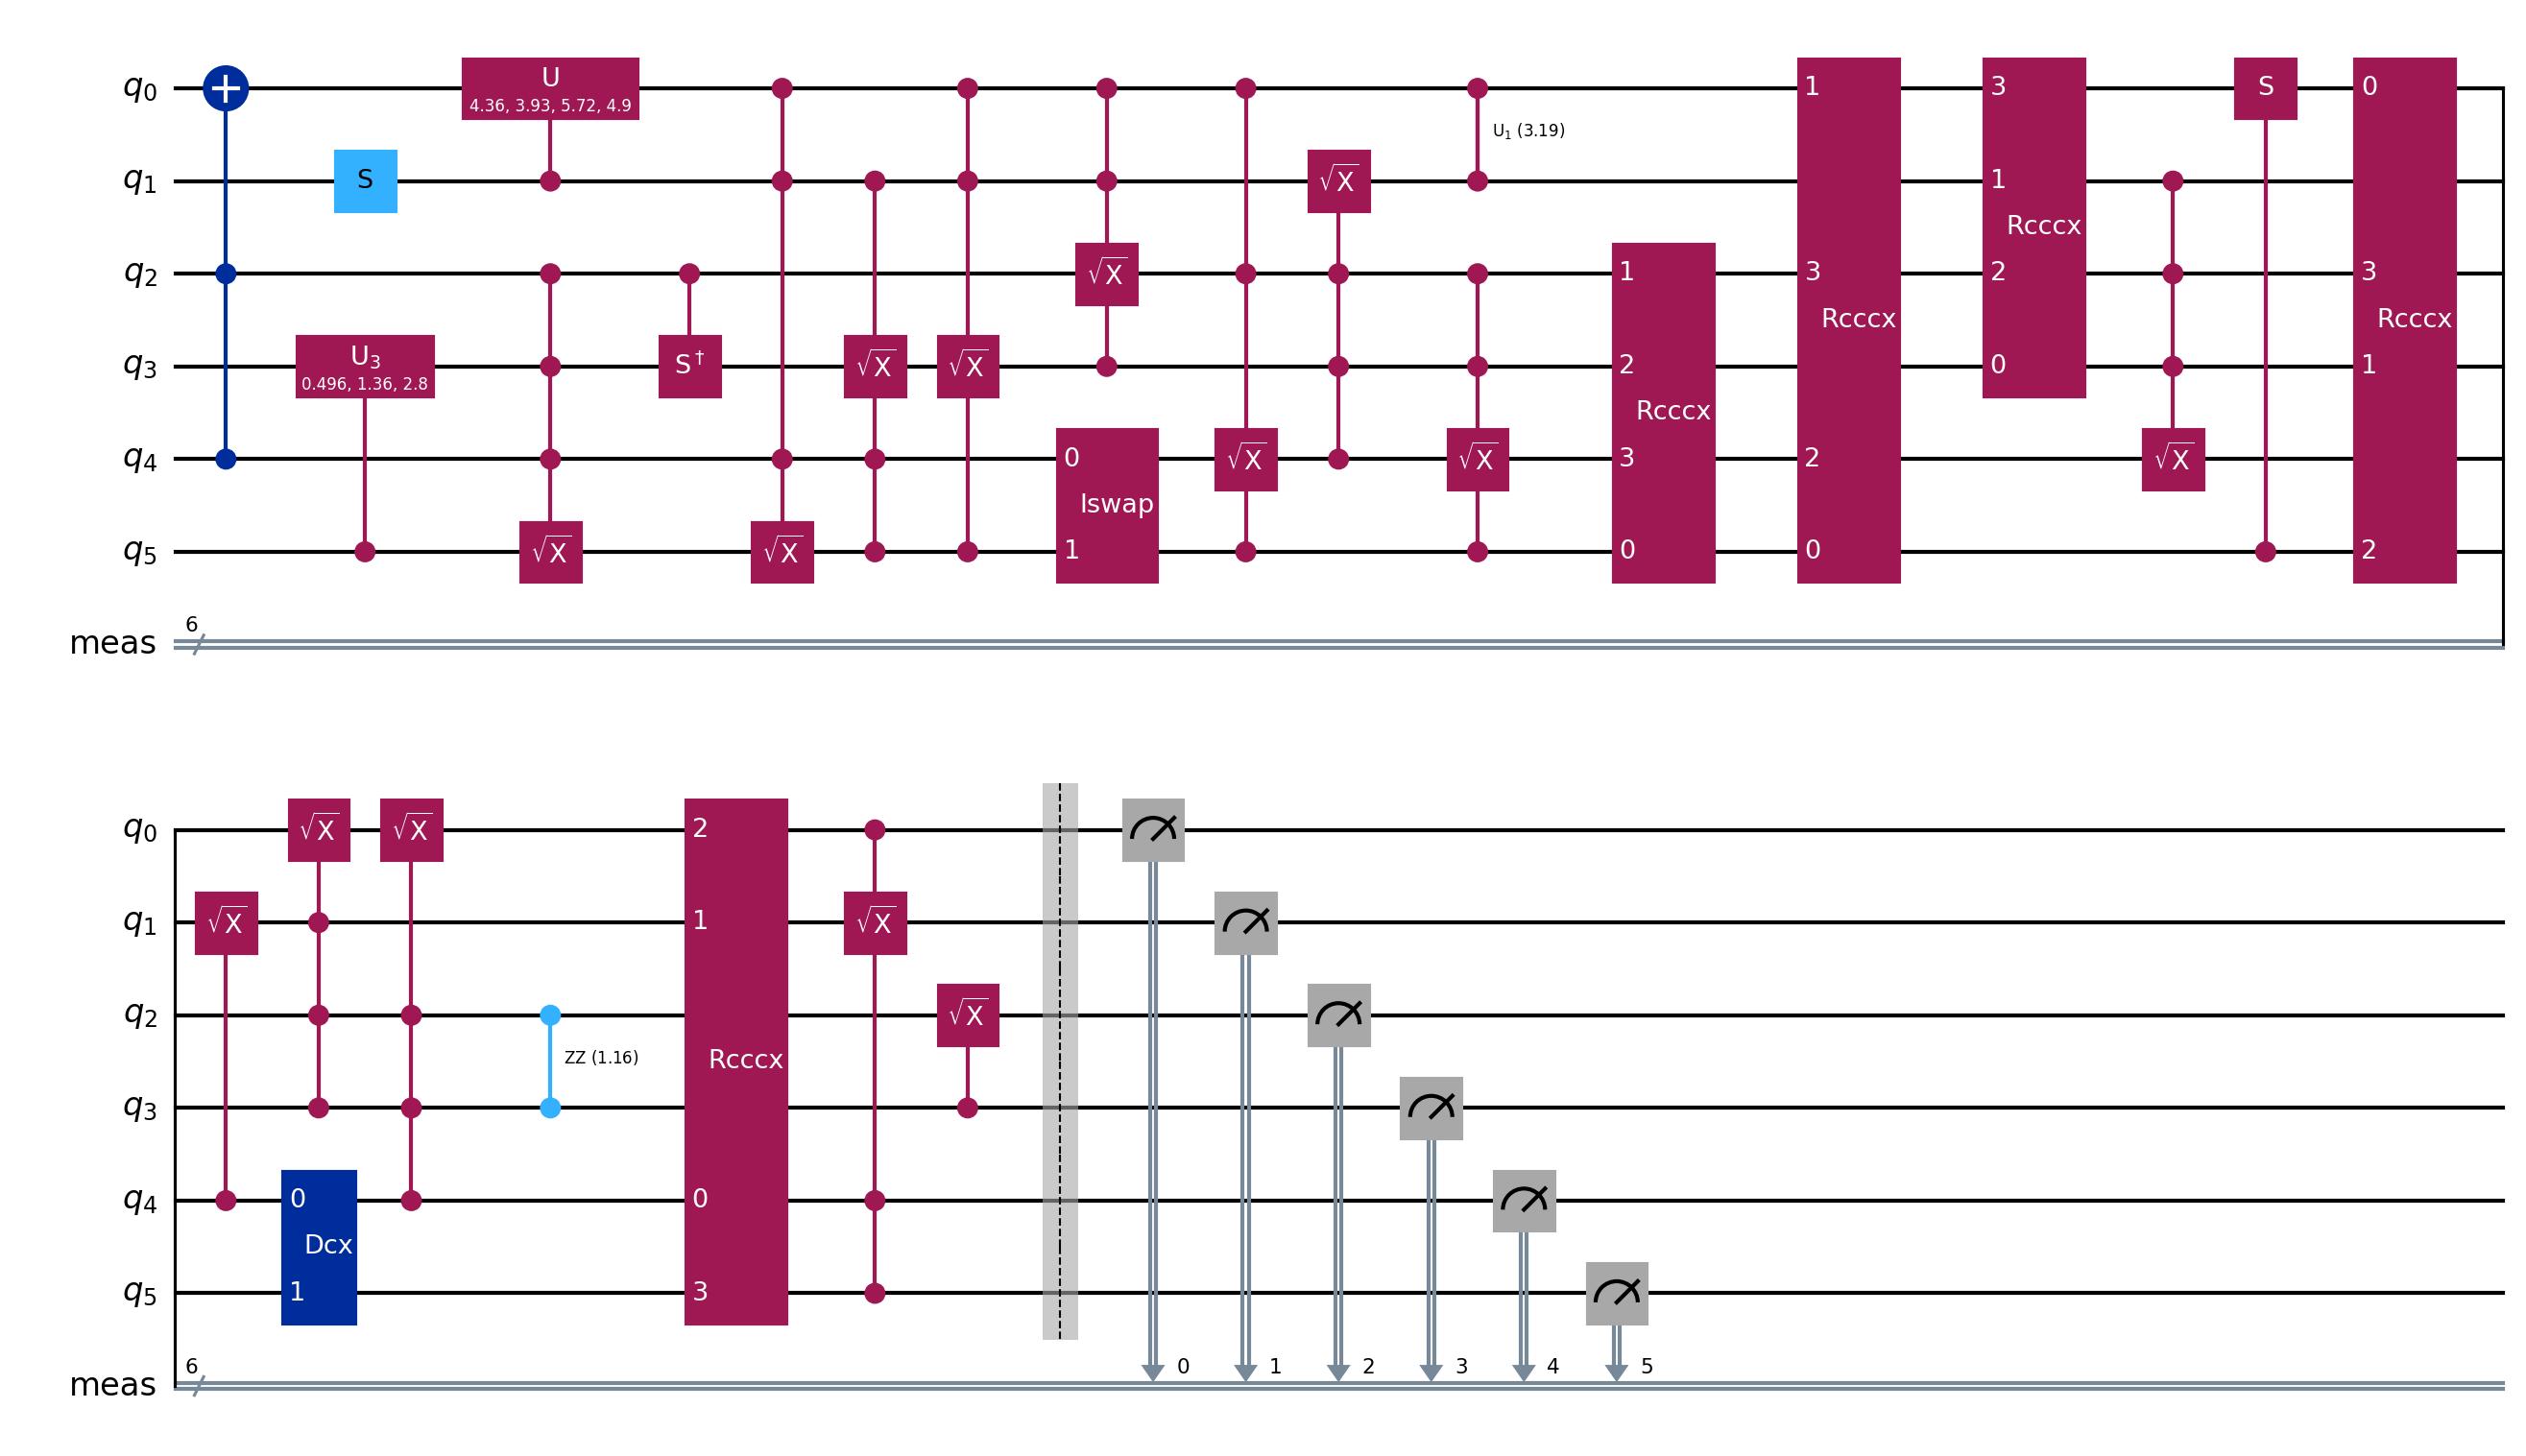 q0 + U 4.36, 3.93, 5.72, 4.9 1 3 S 0
U1 (3.19)
q1 S √X 1
Rcccx
q2 √X 1 3 2 3
Rcccx Rcccx
q3 U3 0.496, 1.36, 2.8 S† √X √X 2 0 1
Rcccx
q4 0 √X √X 3 2 √X
Iswap
q5 √X √X 1 0 0 2
6
meas
q0 √X √X 2
q1 √X 1 √X
q2 √X
ZZ (1.16) Rcccx
q3
q4 0 0
Dcx
q5 1 3
6 0 1 2 3 4 5
meas